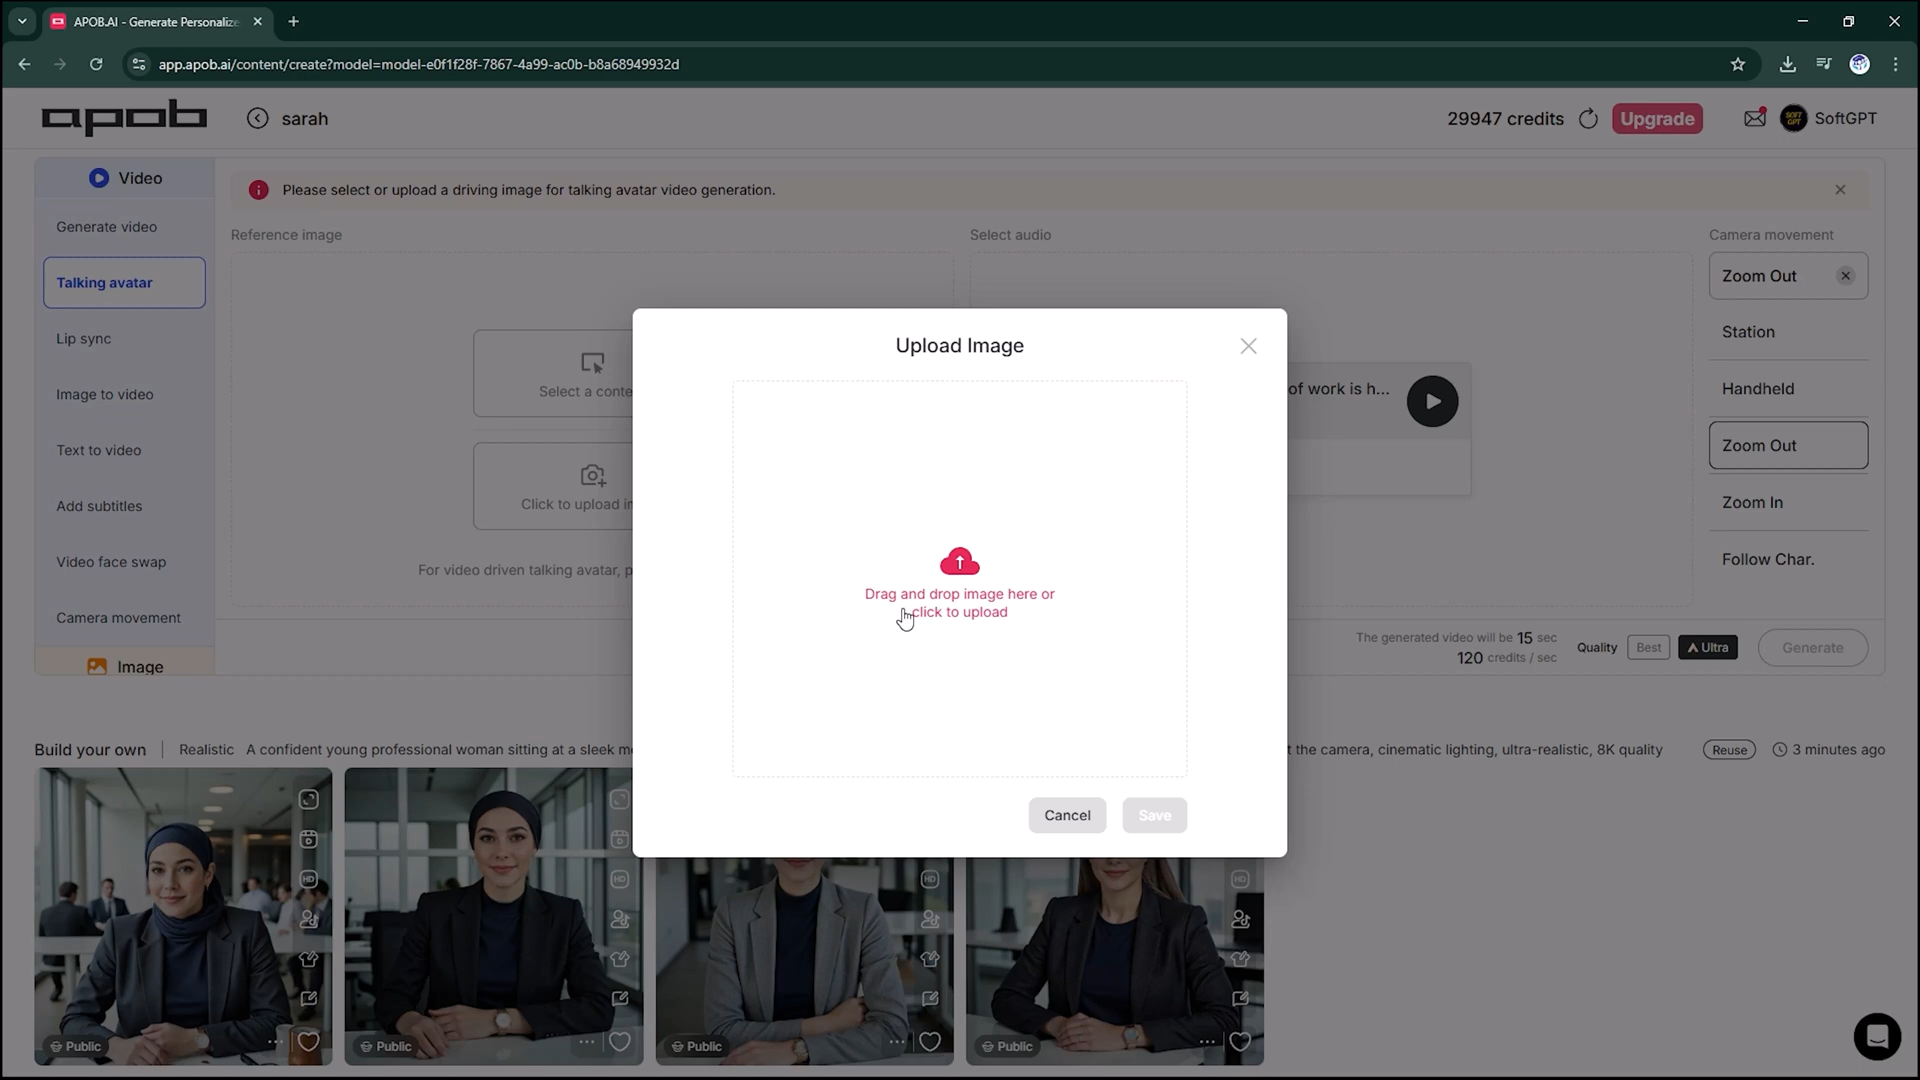 APOB.AI - Generate Personalize
app.apob.ai/content/create?model=model-e0f1f28f-7867-4a99-ac0b-b8a68949932d
apob
sarah
29947 credits
Upgrade
SOFT GPT
SoftGPT
Video
Generate video
Talking avatar
Lip sync
Image to video
Text to video
Add subtitles
Video face swap
Camera movement
Image
Please select or upload a driving image for talking avatar video generation.
Reference image
Select a conte
Click to upload i
For video driven talking avatar, p
Select audio
of work is h...
Camera movement
Zoom Out
Station
Handheld
Zoom Out
Zoom In
Follow Char.
Upload Image
Drag and drop image here or
click to upload
Cancel
Save
The generated video will be 15 sec
120 credits / sec
Quality
Best
Ultra
Generate
Build your own
Realistic
A confident young professional woman sitting at a sleek
t the camera, cinematic lighting, ultra-realistic, 8K quality
Reuse
3 minutes ago
HD
HD
HD
HD
Public
Public
Public
Public